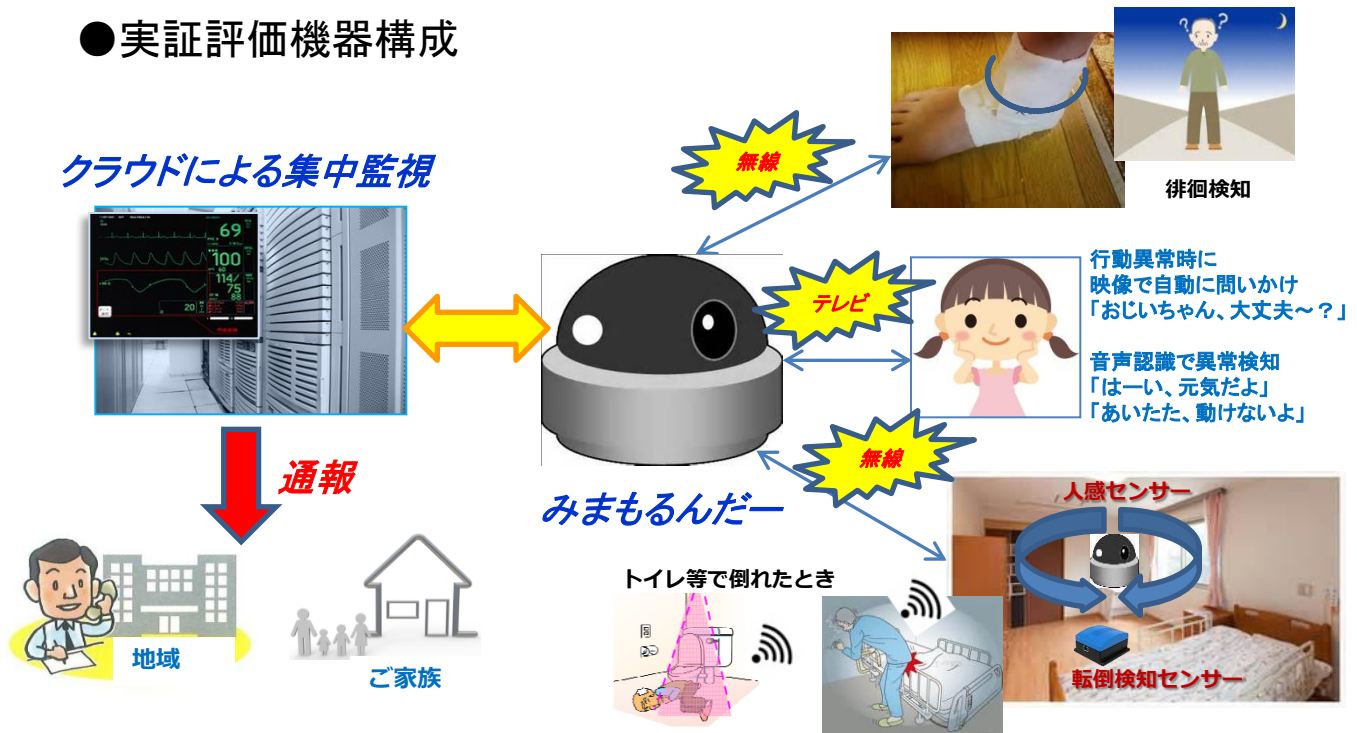 ●実証評価機器構成
クラウドによる集中監視
69
100
114/
75
88
20
無線
徘徊検知
テレビ
行動異常時に
映像で自動に問いかけ
「おじいちゃん、大丈夫～？」
音声認識で異常検知
「はーい、元気だよ」
「あいたた、動けないよ」
無線
みまもるんだー
通報
人感センサー
転倒検知センサー
トイレ等で倒れたとき
地域
ご家族